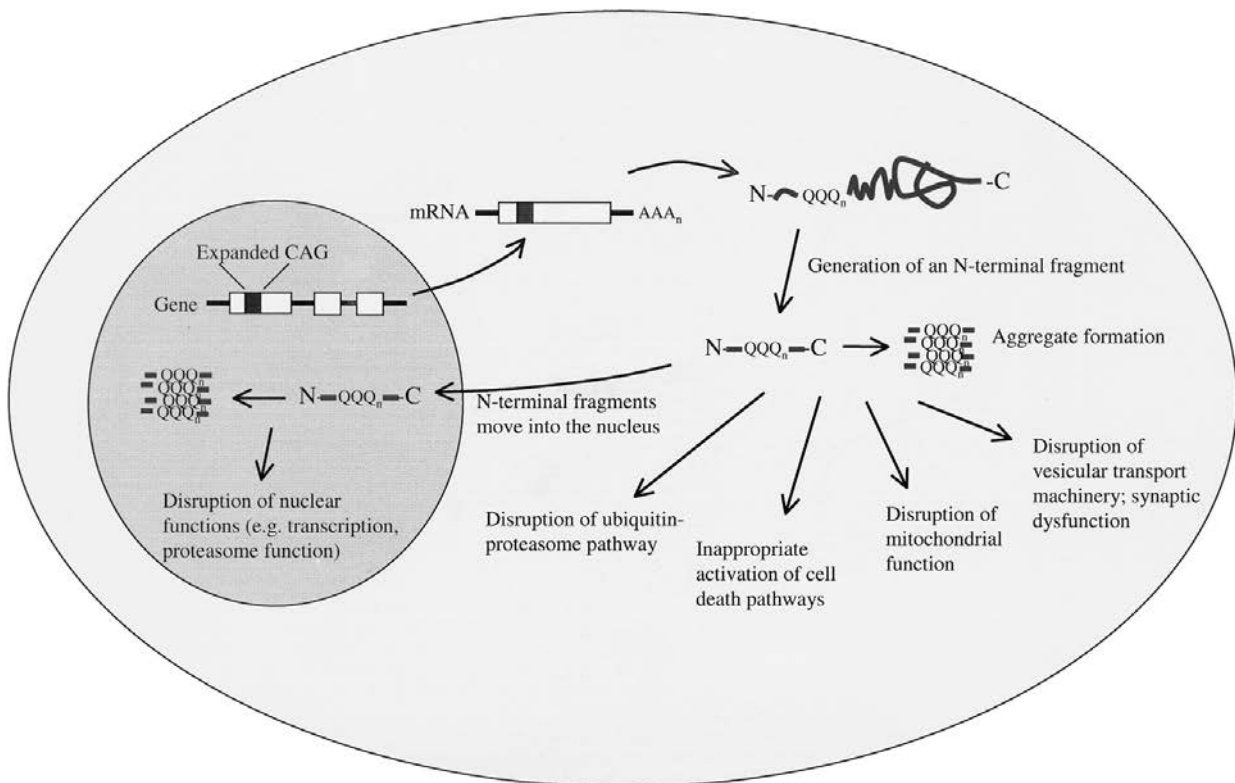 N-
QQQn
-C
mRNA
AAAn
Expanded CAG
Generation of an N-terminal fragment
Gene
QQQn
QQQn
QQQn
QQQn
Aggregate formation
N
QQQn
C
QQQn
QQQn
QQQn
QQQn
N
QQQn
C
N-terminal fragments
move into the nucleus
Disruption of nuclear
functions (e.g. transcription,
proteasome function)
Disruption of ubiquitin-
proteasome pathway
Inappropriate
activation of cell
death pathways
Disruption of
mitochondrial
function
Disruption of
vesicular transport
machinery; synaptic
dysfunction